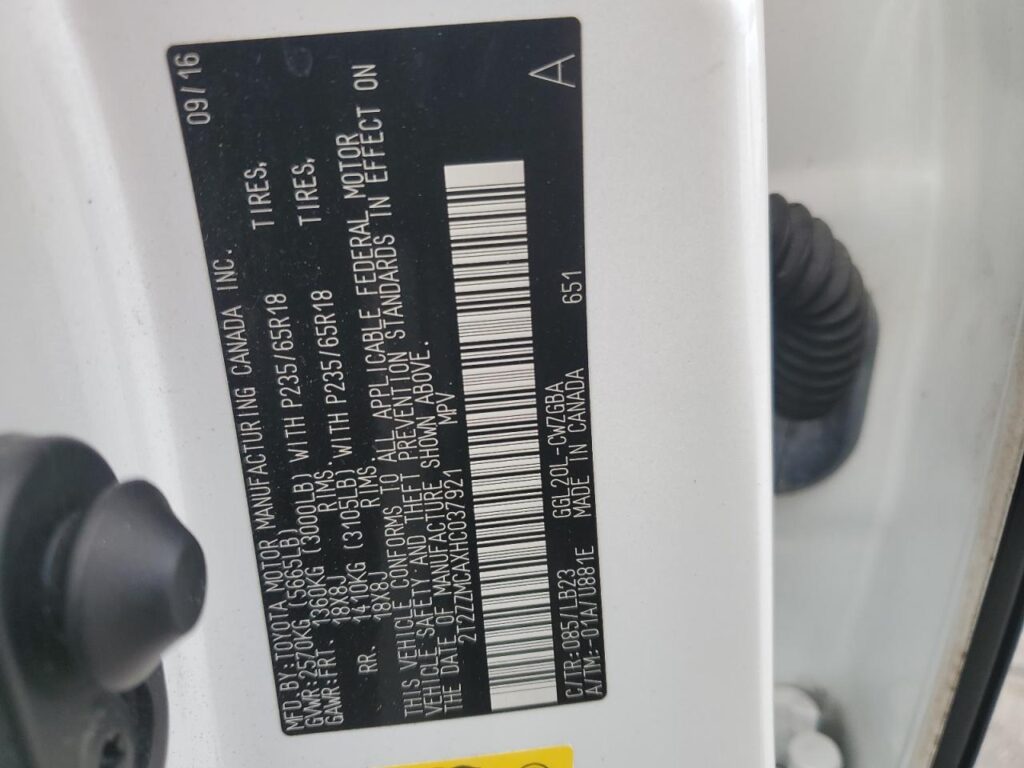 MFD.BY:TOYOTA MOTOR MANUFACTURING CANADA INC. 09/16
GVWR:2570KG (5665LB)
GAWR:FRT. 1360KG (3000LB) WITH P235/65R18 TIRES,
18X8J RIMS.
RR. 1410KG (3105LB) WITH P235/65R18 TIRES,
18X8J RIMS
THIS VEHICLE CONFORMS TO ALL APPLICABLE FEDERAL MOTOR
VEHICLE SAFETY AND THEFT PREVENTION STANDARDS IN EFFECT ON
THE DATE OF MANUFACTURE SHOWN ABOVE.
2T2ZZMCAXHC037921 MPV
C/TR:085/LB23 GGL20L-CWZGBA
A/TM:-01A/U881E MADE IN CANADA 651 A